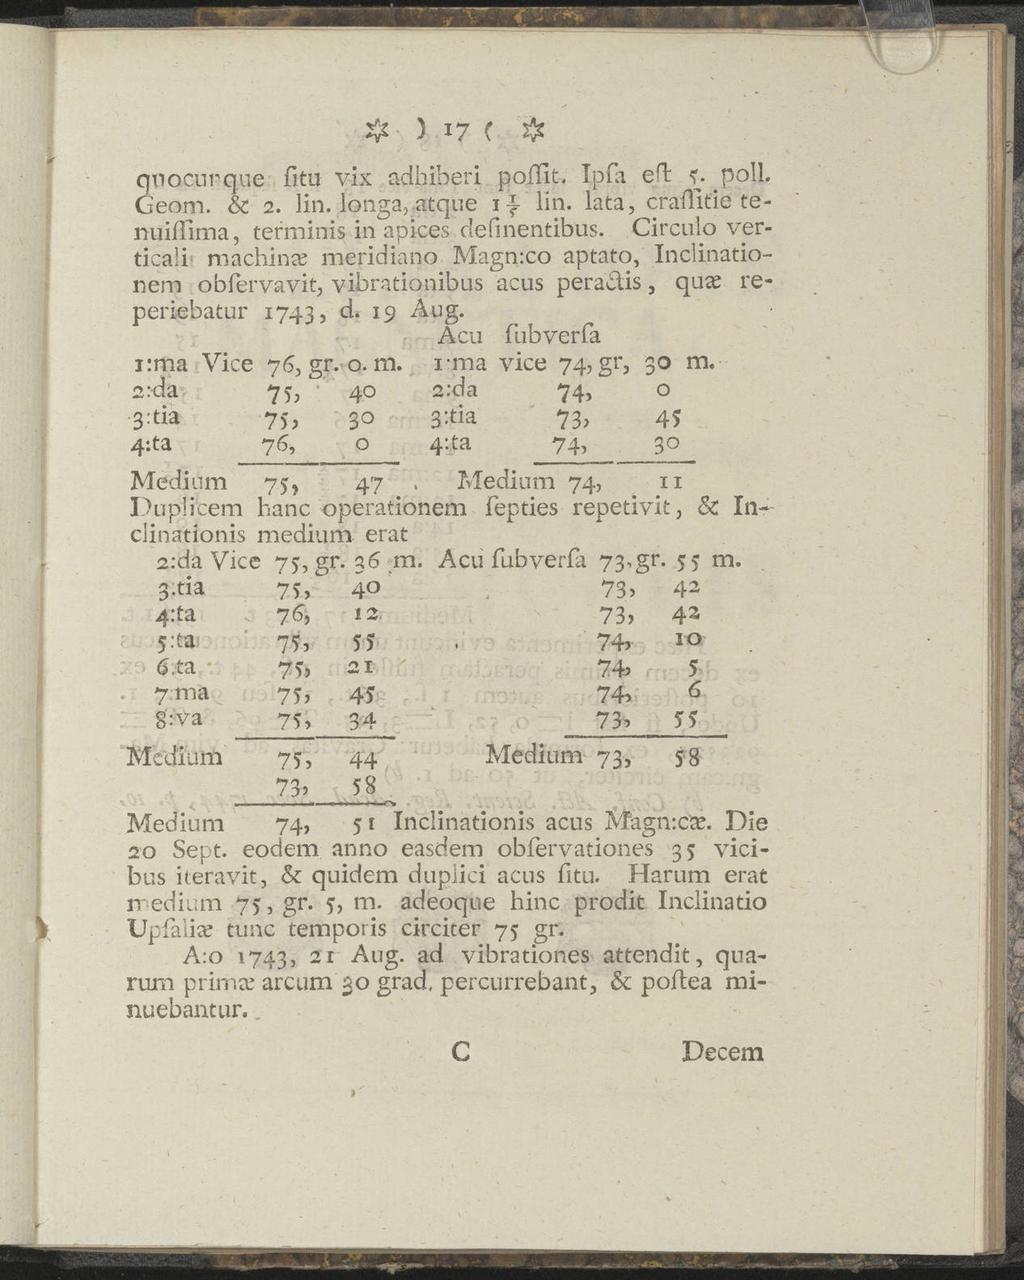 ✡ ) 17 ( ✡
quocunque ſitu vix adhiberi poſſit. Ipſa eſt 5. poll.
Geom. & 2. lin. longa, atque 1 lin. lata, craſſitie te-
nuiſſima, terminis in apices deſinentibus. Circulo ver-
ticali machinæ meridiano Magn:co aptato, Inclinatio-
nem obſervavit, vibrationibus acus peractis, quæ re-
periebatur 1743, d. 19 Aug.
Acu ſubverſa
1:ma Vice 76, gr. 0. m. 1:ma vice 74, gr, 30 m.
2:da 75, 40 2:da 74, 0
3:tia 75, 30 3:tia 73, 45
4:ta 76, 0 4:ta 74, 30
Medium 75, 47 Medium 74, 11
Duplicem hanc operationem ſepties repetivit, & In-
clinationis medium erat
2:da Vice 75, gr. 36 m. Acu ſubverſa 73, gr. 55 m.
3:tia 75, 40 73, 42
4:ta 76, 12 73, 42
5:ta 75, 55 74, 10
6:ta 75, 21 74, 5
7:ma 75, 45 74, 6
8:va 75, 34 73, 55
Medium 75, 44 Medium 73, 58
73, 58
Medium 74, 51 Inclinationis acus Magn:cæ. Die
20 Sept. eodem anno easdem obſervationes 35 vici-
bus iteravit, & quidem duplici acus ſitu. Harum erat
medium 75, gr. 5, m. adeoque hinc prodit Inclinatio
Upſaliæ tunc temporis circiter 75 gr.
A:o 1743, 21 Aug. ad vibrationes attendit, qua-
rum primæ arcum 30 grad. percurrebant, & poſtea mi-
nuebantur.
C Decem